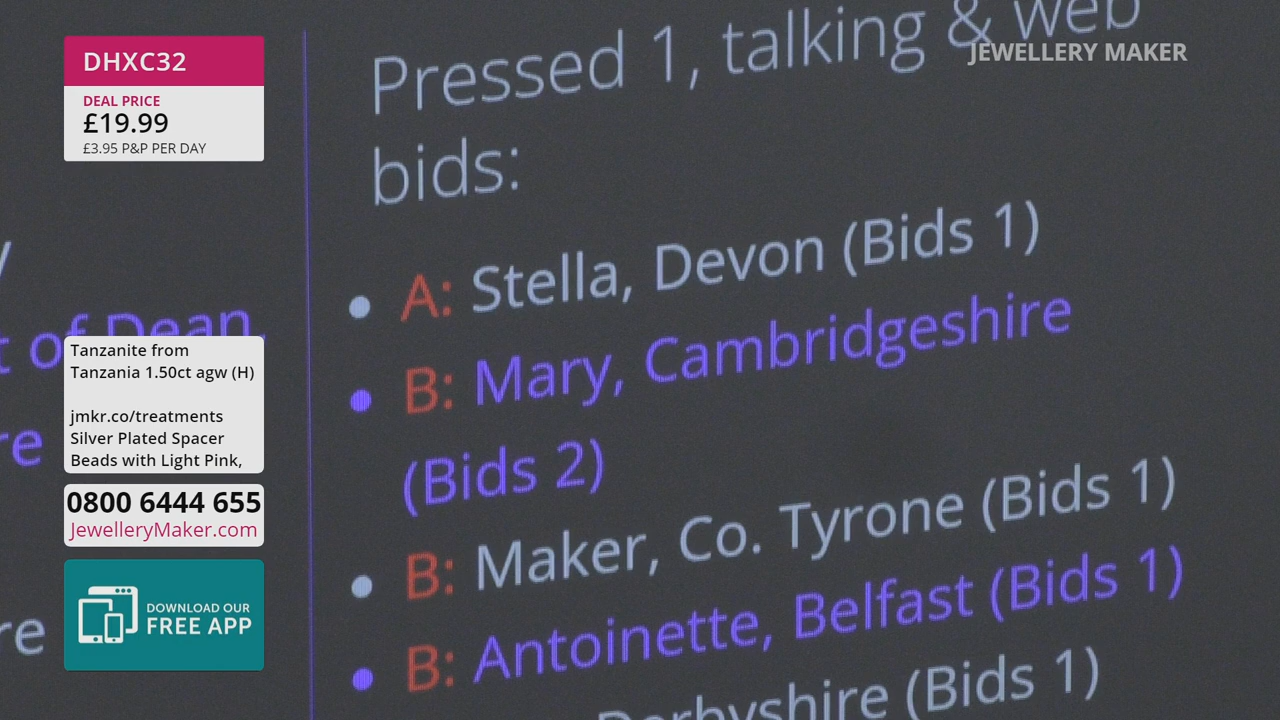 DHXC32
DEAL PRICE
£19.99
£3.95 P&P PER DAY
JEWELLERY MAKER
Pressed 1, talking & web
bids:
• A: Stella, Devon (Bids 1)
• B: Mary, Cambridgeshire
(Bids 2)
• B: Maker, Co. Tyrone (Bids 1)
• B: Antoinette, Belfast (Bids 1)
Derbyshire (Bids 1)
of Dean,
Tanzanite from
Tanzania 1.50ct agw (H)
jmkr.co/treatments
Silver Plated Spacer
Beads with Light Pink,
0800 6444 655
JewelleryMaker.com
DOWNLOAD OUR
FREE APP